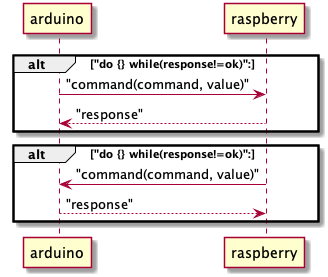 arduino raspberry
alt ["do {} while(response!=ok)":]
"command(command, value)"
"response"
alt ["do {} while(response!=ok)":]
"command(command, value)"
"response"
arduino raspberry